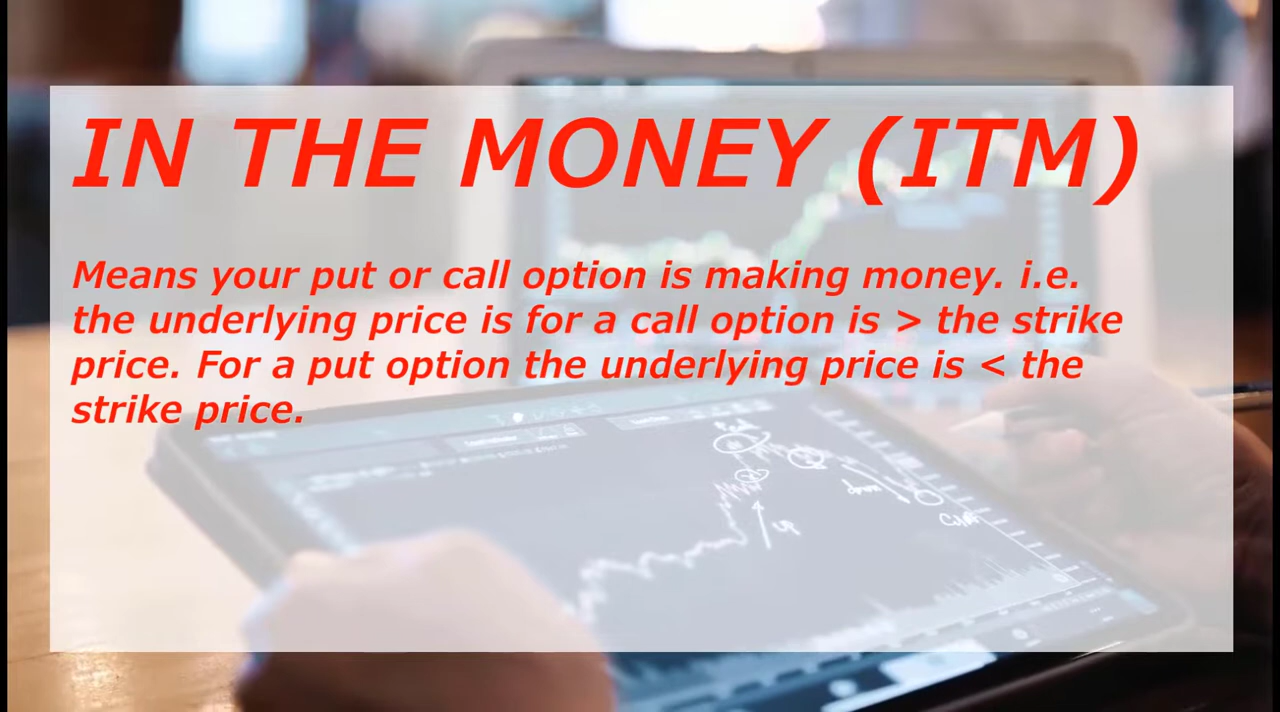 IN THE MONEY (ITM)
Means your put or call option is making money. i.e.
the underlying price is for a call option is > the strike
price. For a put option the underlying price is < the
strike price.
up